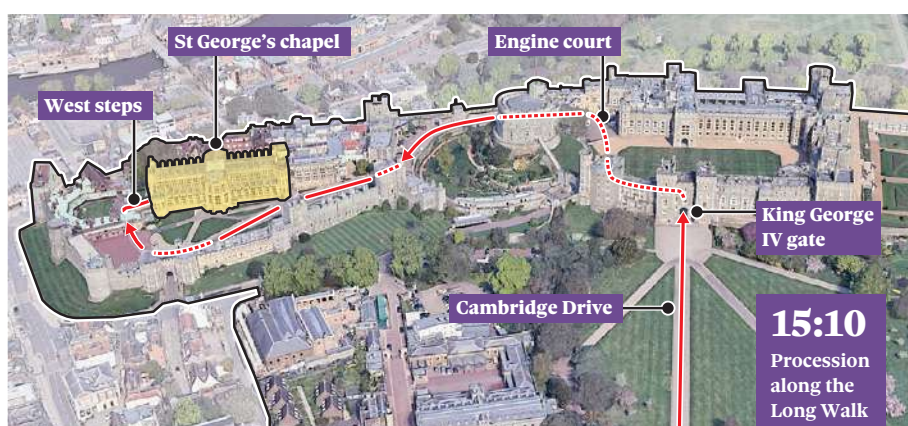 St George’s chapel
Engine court
West steps
King George
IV gate
Cambridge Drive
15:10
Procession
along the
Long Walk